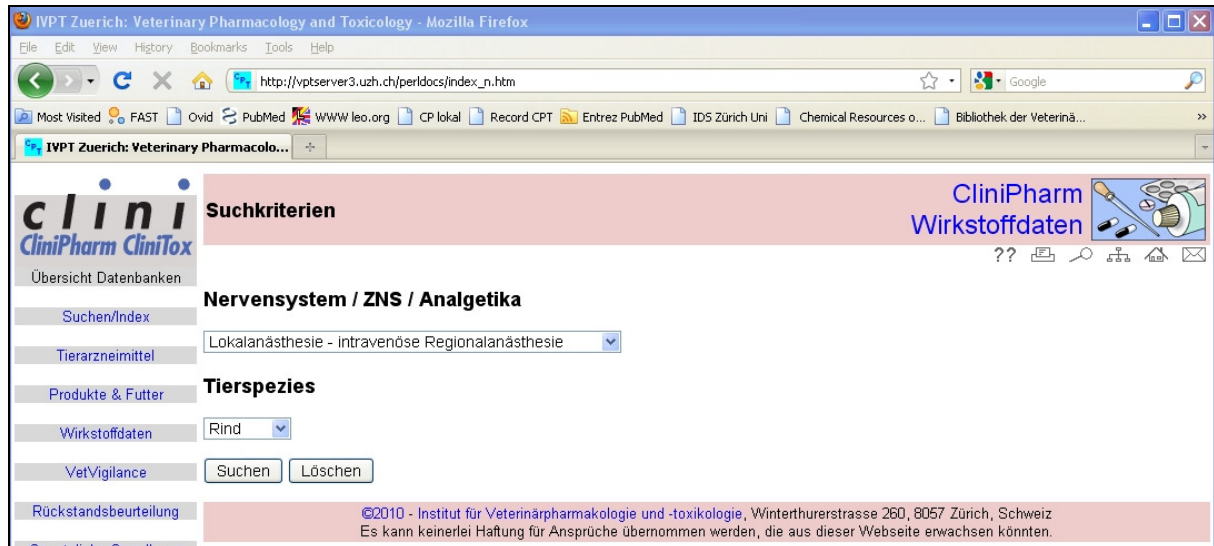 IVPT Zuerich: Veterinary Pharmacology and Toxicology - Mozilla Firefox
File Edit View History Bookmarks Tools Help
http://vptserver3.uzh.ch/perldocs/index_n.htm
Google
Most Visited FAST Ovid PubMed WWW leo.org CP lokal Record CPT Entrez PubMed IDS Zürich Uni Chemical Resources o... Bibliothek der Veterinä... »
IVPT Zuerich: Veterinary Pharmacolo...
clini
CliniPharm CliniTox
Übersicht Datenbanken
Suchen/Index
Tierarzneimittel
Produkte & Futter
Wirkstoffdaten
VetVigilance
Rückstandsbeurteilung
Suchkriterien
CliniPharm
Wirkstoffdaten
??
Nervensystem / ZNS / Analgetika
Lokalanästhesie - intravenöse Regionalanästhesie
Tierspezies
Rind
Suchen Löschen
©2010 - Institut für Veterinärpharmakologie und -toxikologie, Winterthurerstrasse 260, 8057 Zürich, Schweiz
Es kann keinerlei Haftung für Ansprüche übernommen werden, die aus dieser Webseite erwachsen könnten.